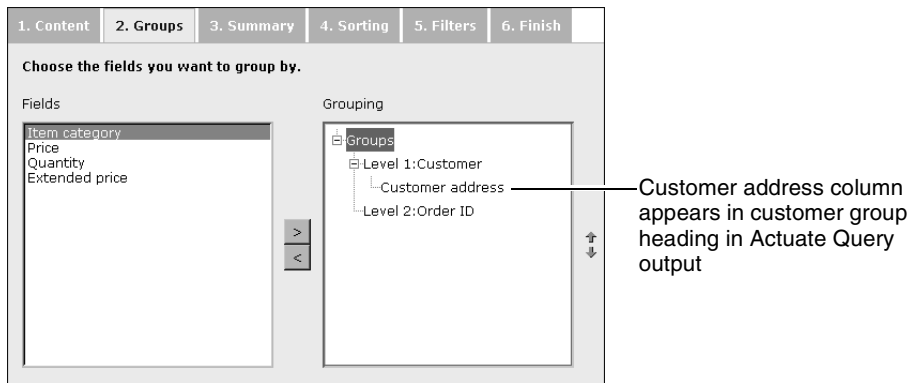 1. Content 2. Groups 3. Summary 4. Sorting 5. Filters 6. Finish
Choose the fields you want to group by.
Fields
Item category
Price
Quantity
Extended price
>
<
Grouping
Groups
Level 1:Customer
Customer address
Level 2:Order ID
Customer address column
appears in customer group
heading in Actuate Query
output